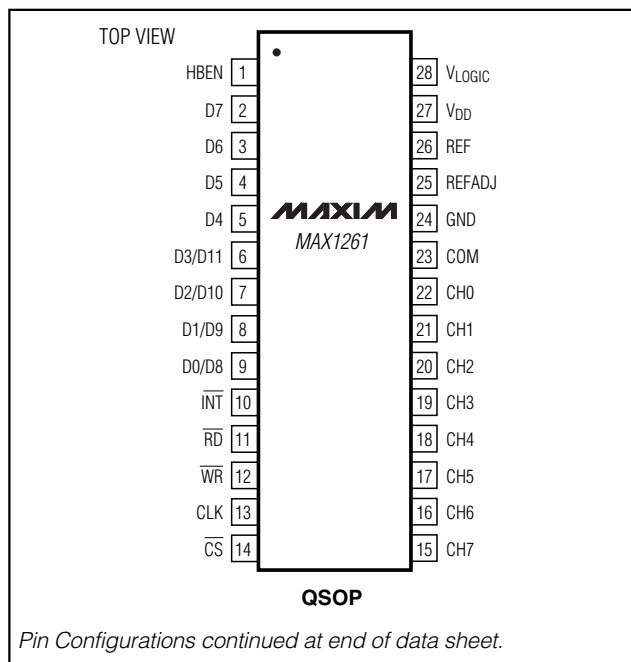 TOP VIEW
HBEN 1 28 VLOGIC
D7 2 27 VDD
D6 3 26 REF
D5 4 25 REFADJ
D4 5 MAXIM 24 GND
MAX1261
D3/D11 6 23 COM
D2/D10 7 22 CH0
D1/D9 8 21 CH1
D0/D8 9 20 CH2
INT 10 19 CH3
RD 11 18 CH4
WR 12 17 CH5
CLK 13 16 CH6
CS 14 15 CH7
QSOP
Pin Configurations continued at end of data sheet.